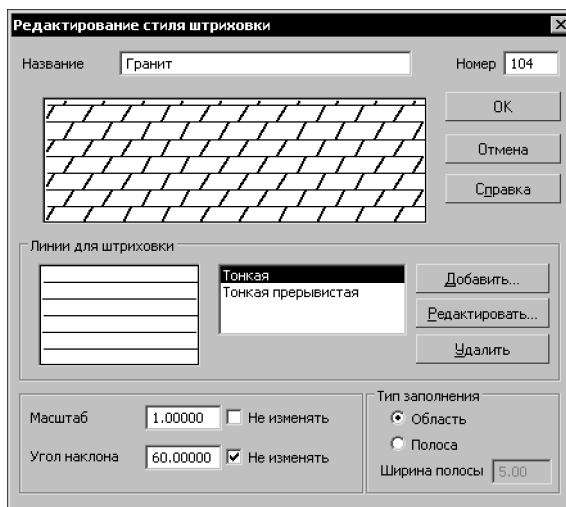 Редактирование стиля штриховки
Название Гранит Номер 104
OK
Отмена
Справка
Линии для штриховки
Тонкая
Тонкая прерывистая
Добавить...
Редактировать...
Удалить
Масштаб 1.00000 Не изменять
Угол наклона 60.00000 Не изменять
Тип заполнения
Область
Полоса
Ширина полосы 5.00